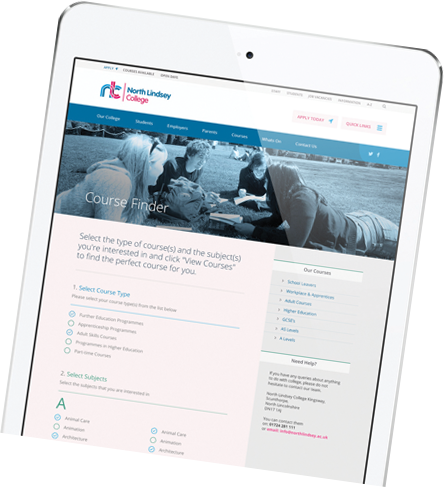 APPLY COURSES AVAILABLE OPEN DAYS
North Lindsey
College
STAFF STUDENTS JOB VACANCIES INFORMATION
APPLY TODAY
QUICK LINKS
Our College Students Employers Parents Courses Whats On Contact Us
Course Finder
Select the type of course(s) and the subject(s)
you're interested in and click "View Courses"
to find the perfect course for you.
1. Select Course Type
Please select your course type(s) from the list below
Further Education Programmes
Apprenticeship Programmes
Adult Skills Courses
Programmes in Higher Education
Part-time Courses
2. Select Subjects
Select the subjects that you are interested in
A
Animal Care Animal Care
Animation Animation
Architecture Architecture
Our Courses
School Leavers
Workplace & Apprentices
Adult Courses
Higher Education
GCSE's
AS Levels
A Levels
Need Help?
If you have any queries about anything
to do with college, please do not
hesitate to contact our team.
North Lindsey College Kingsway,
Scunthorpe,
North Lincolnshire
DN17 1AJ
You can contact them
on: 01724 281 111
or email: info@northlindsey.ac.uk